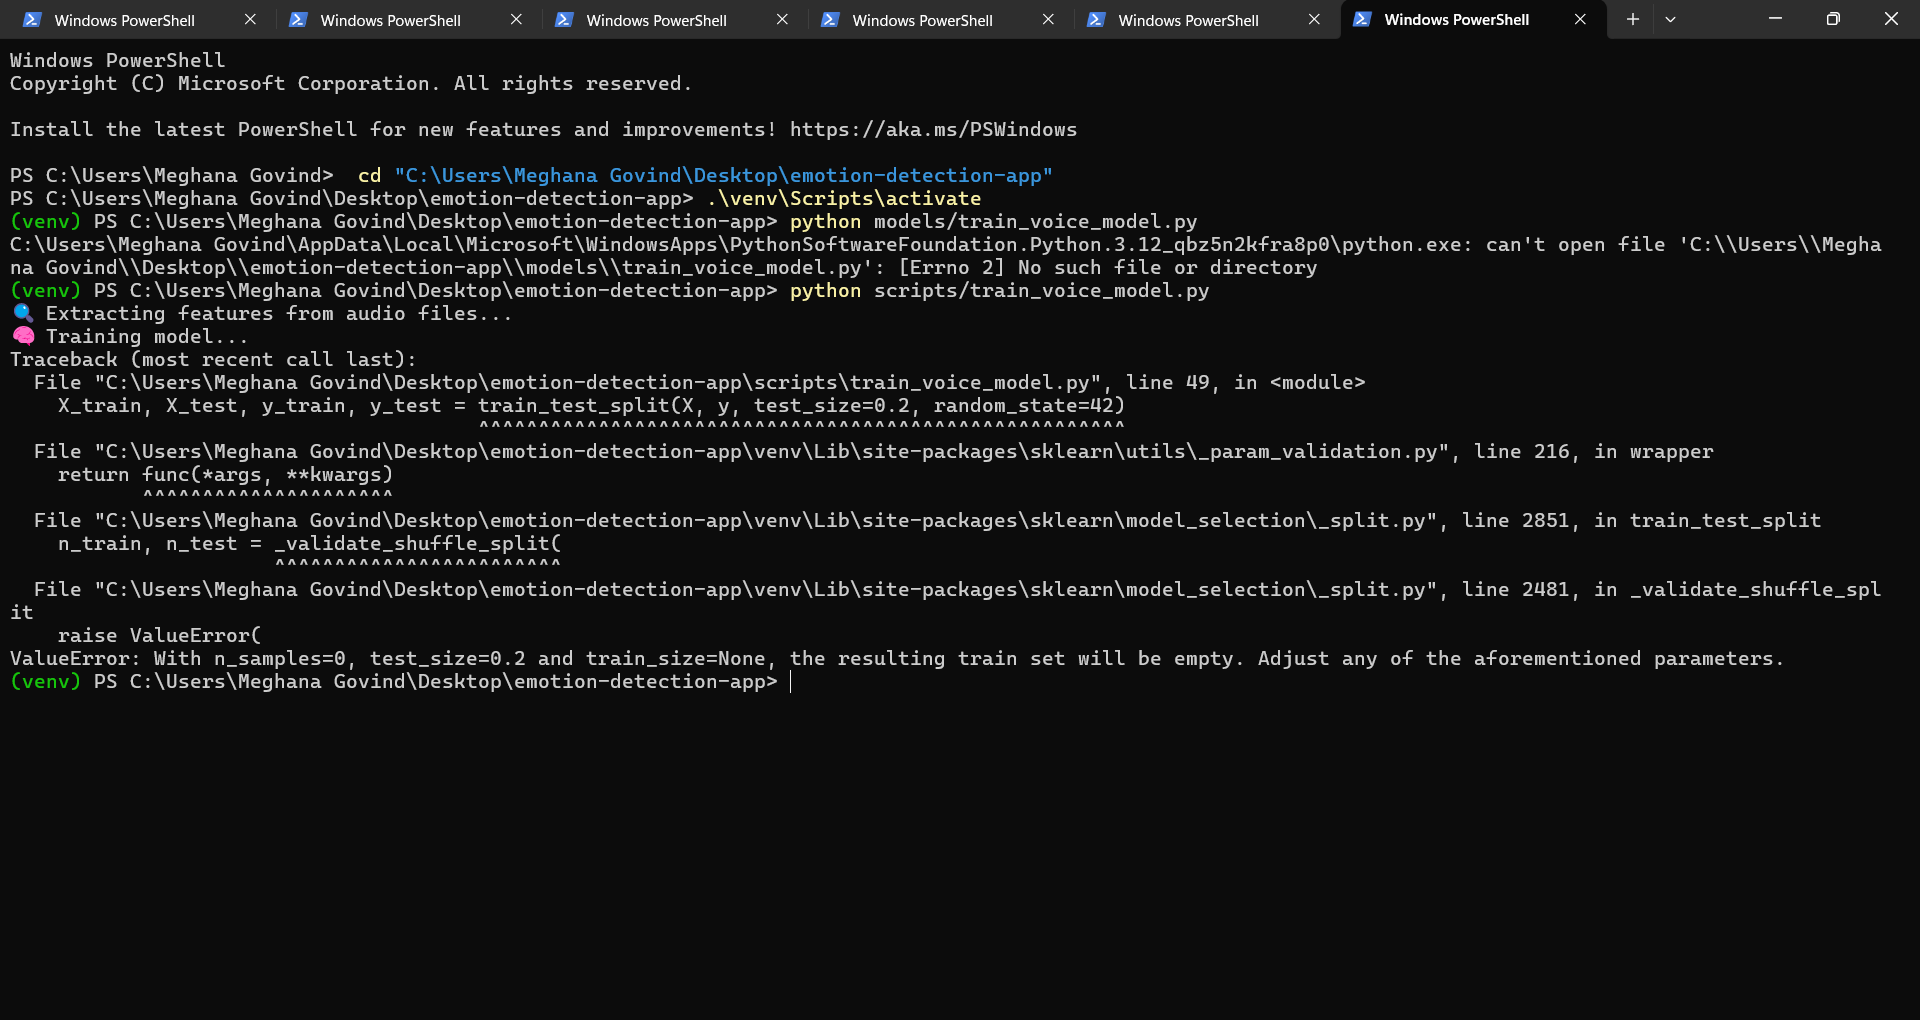 Windows PowerShell Windows PowerShell Windows PowerShell Windows PowerShell Windows PowerShell Windows PowerShell
Windows PowerShell
Copyright (C) Microsoft Corporation. All rights reserved.
Install the latest PowerShell for new features and improvements! https://aka.ms/PSWindows
PS C:\Users\Meghana Govind>  cd "C:\Users\Meghana Govind\Desktop\emotion-detection-app"
PS C:\Users\Meghana Govind\Desktop\emotion-detection-app> .\venv\Scripts\activate
(venv) PS C:\Users\Meghana Govind\Desktop\emotion-detection-app> python models/train_voice_model.py
C:\Users\Meghana Govind\AppData\Local\Microsoft\WindowsApps\PythonSoftwareFoundation.Python.3.12_qbz5n2kfra8p0\python.exe: can't open file 'C:\\Users\\Megha
na Govind\\Desktop\\emotion-detection-app\\models\\train_voice_model.py': [Errno 2] No such file or directory
(venv) PS C:\Users\Meghana Govind\Desktop\emotion-detection-app> python scripts/train_voice_model.py
🔍 Extracting features from audio files...
🧠 Training model...
Traceback (most recent call last):
  File "C:\Users\Meghana Govind\Desktop\emotion-detection-app\scripts\train_voice_model.py", line 49, in <module>
    X_train, X_test, y_train, y_test = train_test_split(X, y, test_size=0.2, random_state=42)
                                       ^^^^^^^^^^^^^^^^^^^^^^^^^^^^^^^^^^^^^^^^^^^^^^^^^^^^^^
  File "C:\Users\Meghana Govind\Desktop\emotion-detection-app\venv\Lib\site-packages\sklearn\utils\_param_validation.py", line 216, in wrapper
    return func(*args, **kwargs)
           ^^^^^^^^^^^^^^^^^^^^^
  File "C:\Users\Meghana Govind\Desktop\emotion-detection-app\venv\Lib\site-packages\sklearn\model_selection\_split.py", line 2851, in train_test_split
    n_train, n_test = _validate_shuffle_split(
                      ^^^^^^^^^^^^^^^^^^^^^^^^
  File "C:\Users\Meghana Govind\Desktop\emotion-detection-app\venv\Lib\site-packages\sklearn\model_selection\_split.py", line 2481, in _validate_shuffle_spl
it
    raise ValueError(
ValueError: With n_samples=0, test_size=0.2 and train_size=None, the resulting train set will be empty. Adjust any of the aforementioned parameters.
(venv) PS C:\Users\Meghana Govind\Desktop\emotion-detection-app>